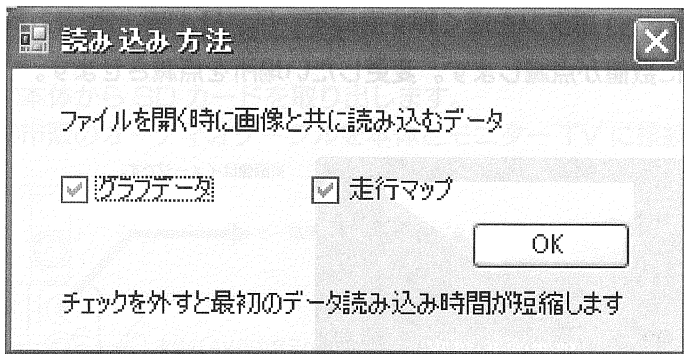 読み込み方法
ファイルを開く時に画像と共に読み込むデータ
グラフデータ
走行マップ
OK
チェックを外すと最初のデータ読み込み時間が短縮します